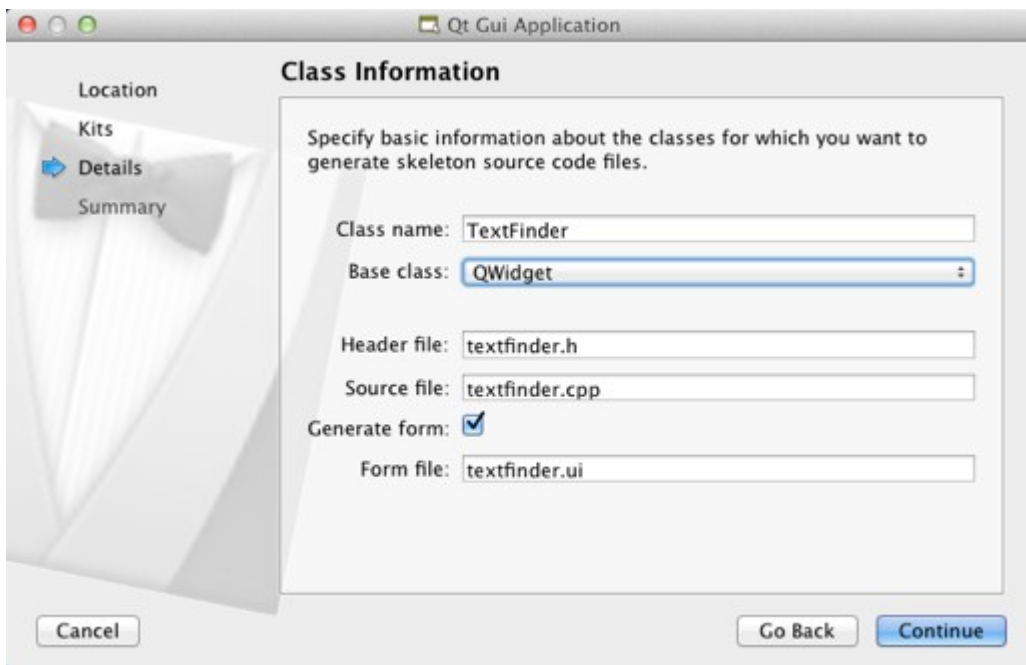 Qt Gui Application
Location
Kits
Details
Summary
Class Information
Specify basic information about the classes for which you want to
generate skeleton source code files.
Class name: TextFinder
Base class: QWidget
Header file: textfinder.h
Source file: textfinder.cpp
Generate form:
Form file: textfinder.ui
Cancel
Go Back
Continue